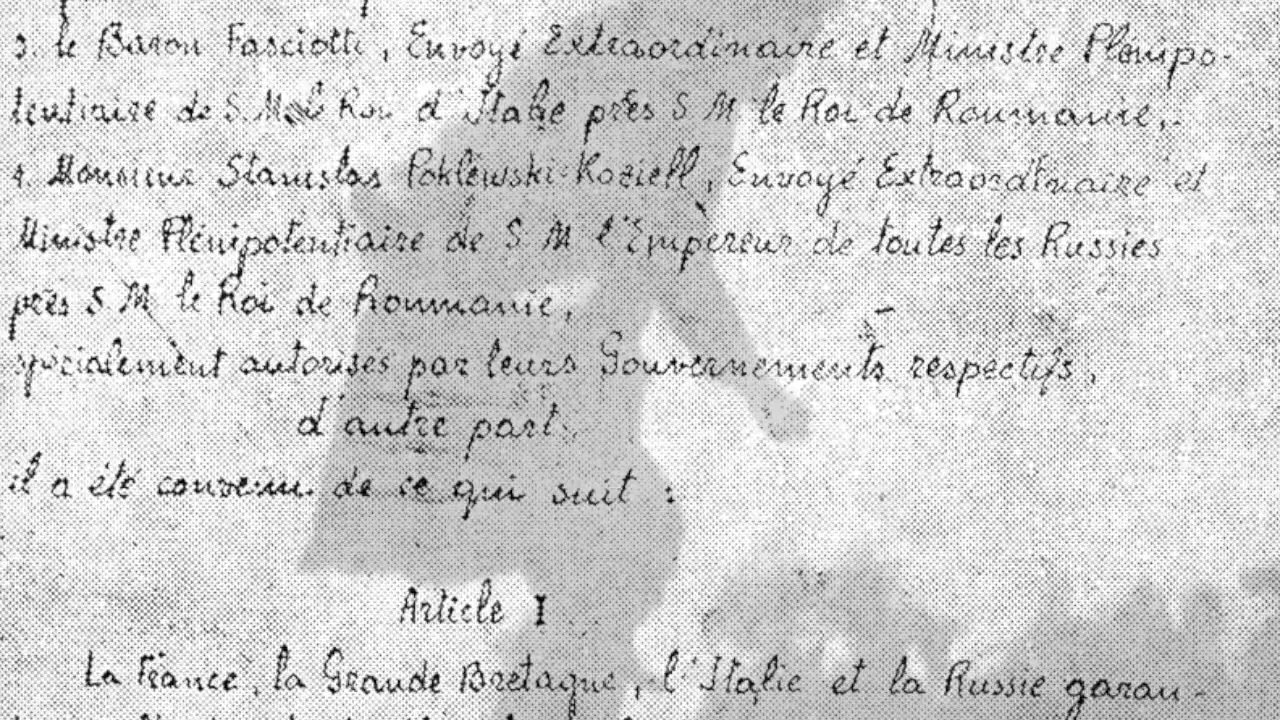 3. le Baron Fasciotti, Envoyé Extraordinaire et Ministre Plénipo-
tentiaire de S. M. le Roi d'Italie près S M le Roi de Roumanie,
4. Monsieur Stanislas Poklewski-Koziell, Envoyé Extraordinaire et
Ministre Plénipotentiaire de S M l'Empereur de toutes les Russies
près S M le Roi de Roumanie,
spécialement autorisés par leurs Gouvernements respectifs,
d'autre part,
il a été convenu de ce qui suit :
Article I
La France, la Grande Bretagne, l'Italie et la Russie garan-